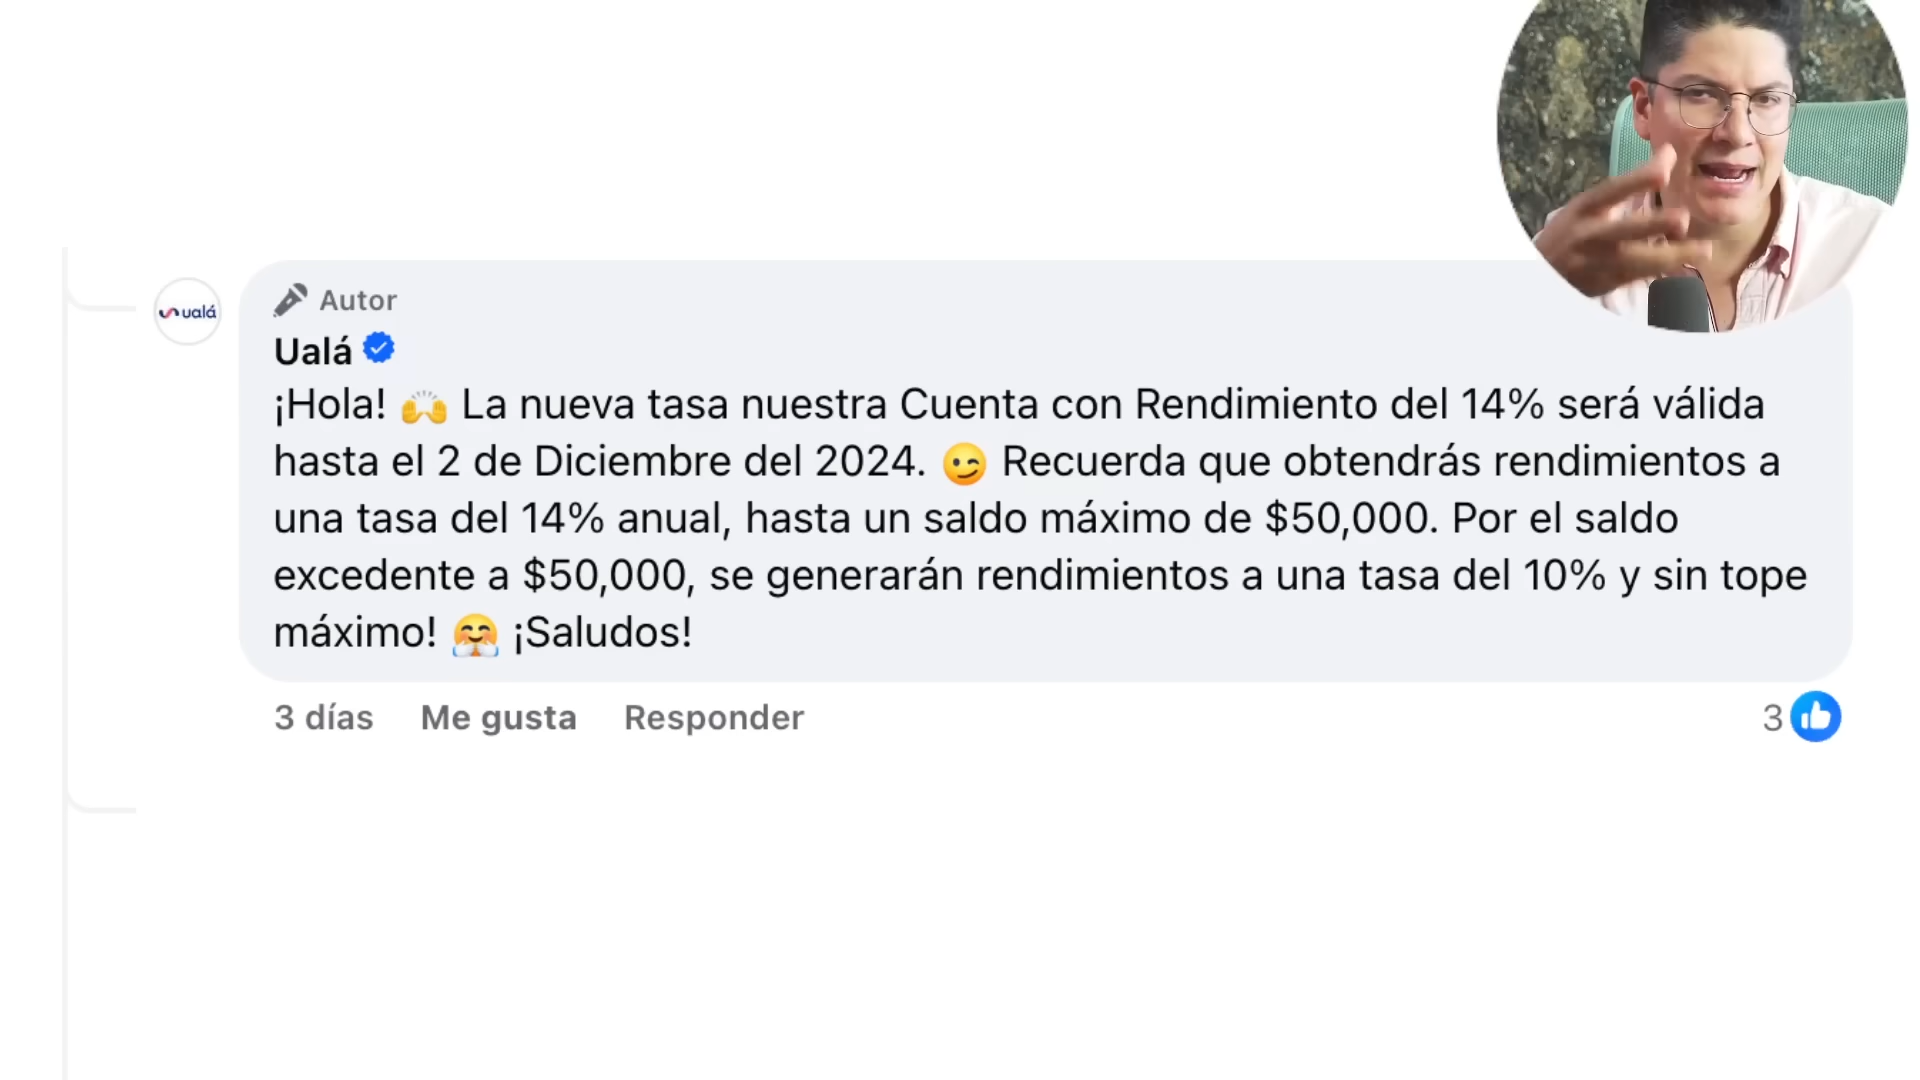 ualá
Autor
Ualá
¡Hola! 🙌 La nueva tasa nuestra Cuenta con Rendimiento del 14% será válida
hasta el 2 de Diciembre del 2024. 😉 Recuerda que obtendrás rendimientos a
una tasa del 14% anual, hasta un saldo máximo de $50,000. Por el saldo
excedente a $50,000, se generarán rendimientos a una tasa del 10% y sin tope
máximo! 🤗 ¡Saludos!
3 días Me gusta Responder 3